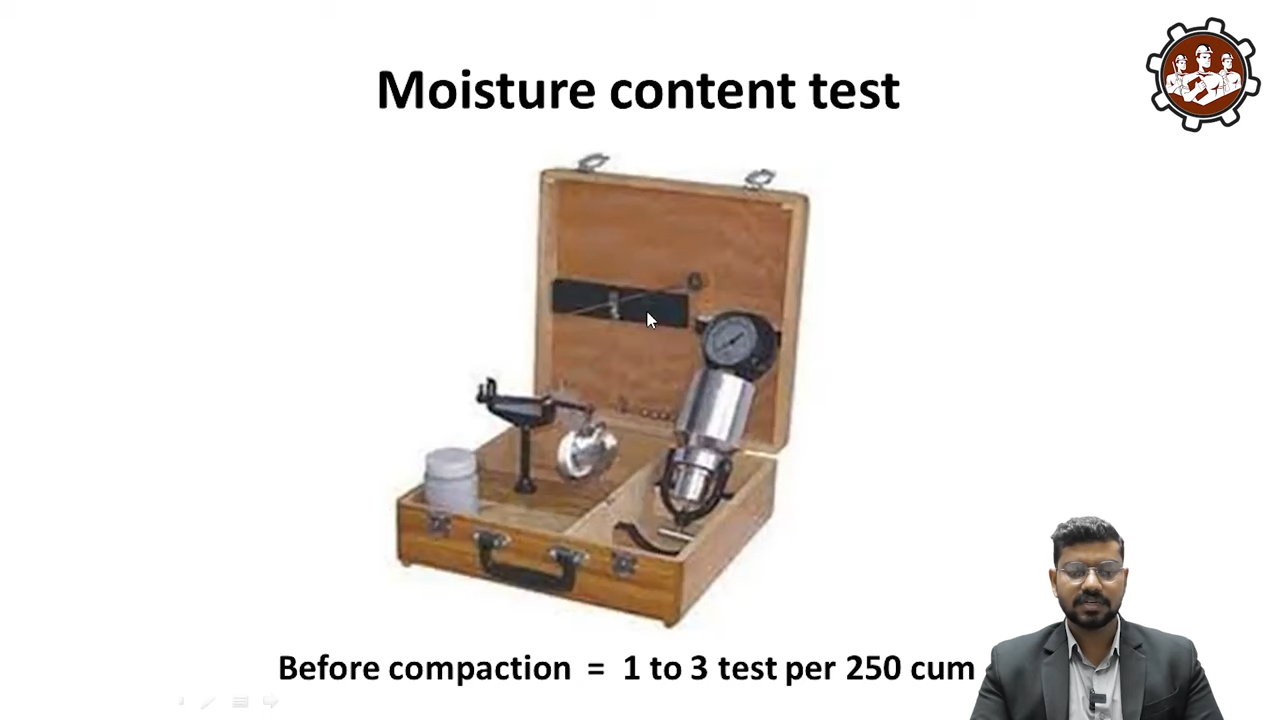 Moisture content test
Before compaction = 1 to 3 test per 250 cum